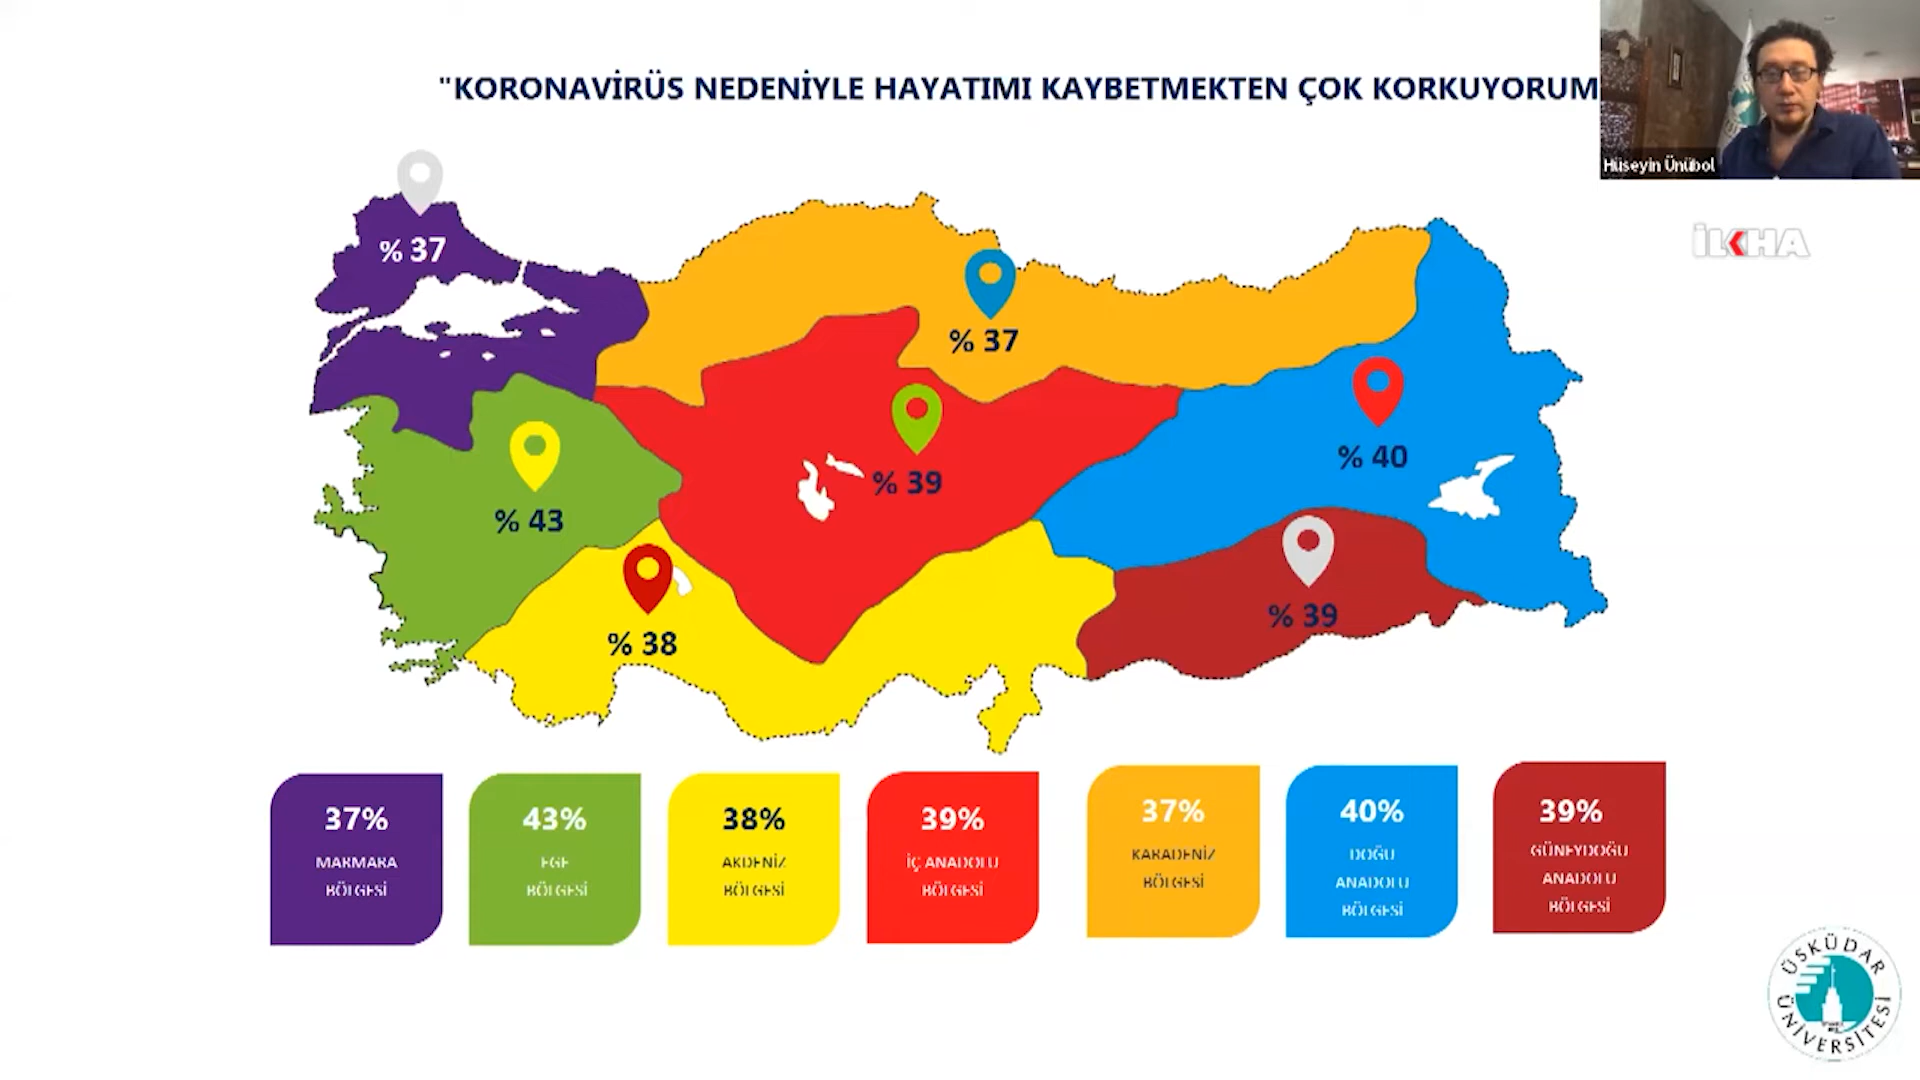 "KORONAVİRÜS NEDENİYLE HAYATIMI KAYBETMEKTEN ÇOK KORKUYORUM
Hüseyin Ünübol
İLKHA
% 37
% 37
% 40
% 39
% 43
% 39
% 38
37%
MARMARA
BÖLGESİ
43%
EGE
BÖLGESİ
38%
AKDENİZ
BÖLGESİ
39%
İÇ ANADOLU
BÖLGESİ
37%
KARADENİZ
BÖLGESİ
40%
DOĞU
ANADOLU
BÖLGESİ
39%
GÜNEYDOĞU
ANADOLU
BÖLGESİ
ÜSKÜDAR
ÜNİVERSİTESİ